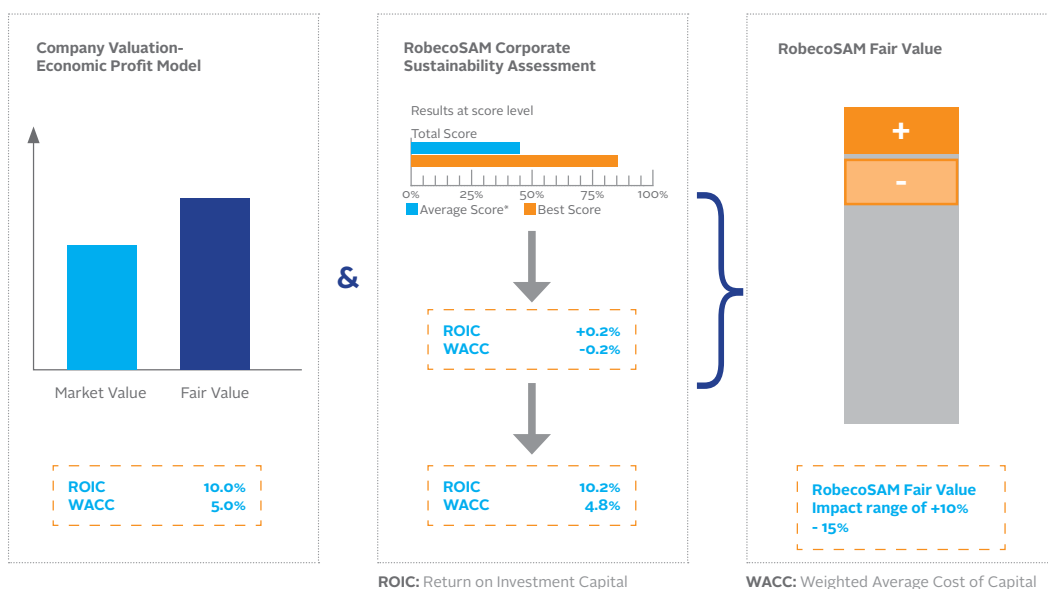 Company Valuation-
Economic Profit Model
Market Value
Fair Value
ROIC 10.0%
WACC 5.0%
&
RobecoSAM Corporate
Sustainability Assessment
Results at score level
Total Score
0% 25% 50% 75% 100%
Average Score* Best Score
ROIC +0.2%
WACC -0.2%
ROIC 10.2%
WACC 4.8%
RobecoSAM Fair Value
+
-
RobecoSAM Fair Value
Impact range of +10%
- 15%
ROIC: Return on Investment Capital
WACC: Weighted Average Cost of Capital